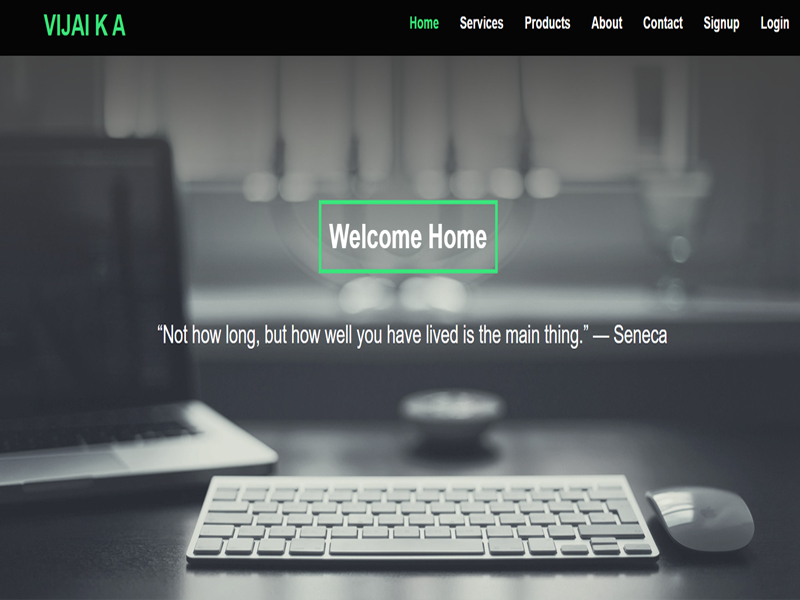 VIJAI K A
Home Services Products About Contact Signup Login
Welcome Home
“Not how long, but how well you have lived is the main thing.” — Seneca